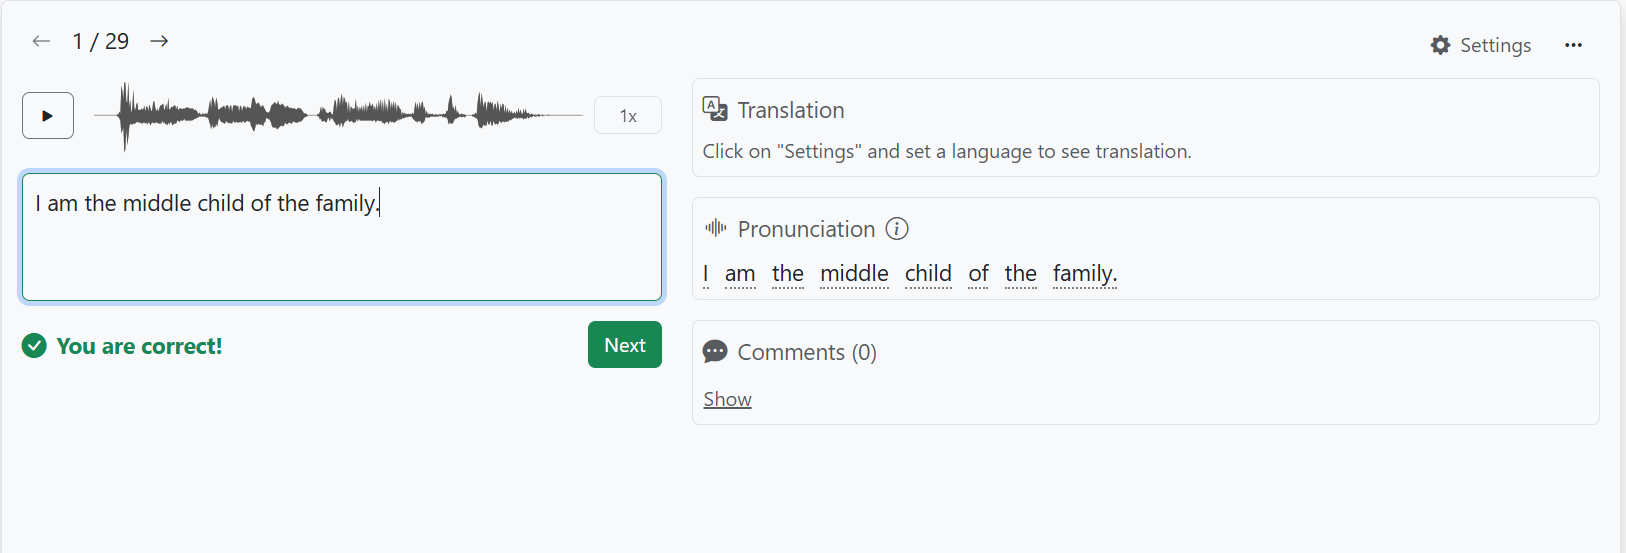 ← 1 / 29 →
Settings ...
1x
I am the middle child of the family.
You are correct!
Next
Translation
Click on "Settings" and set a language to see translation.
Pronunciation
I am the middle child of the family.
Comments (0)
Show